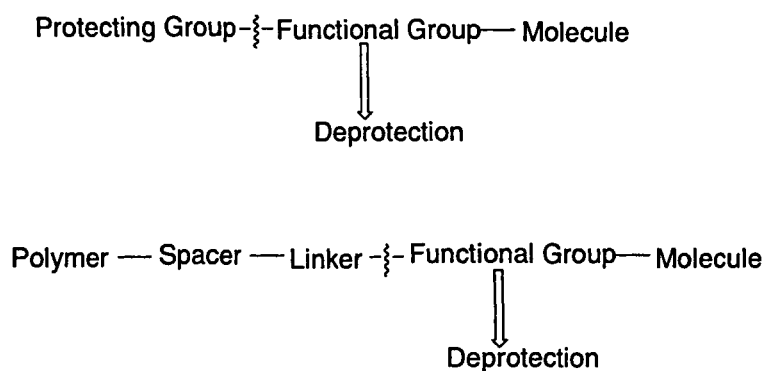 Protecting Group - Functional Group — Molecule
Deprotection
Polymer — Spacer — Linker - Functional Group — Molecule
Deprotection